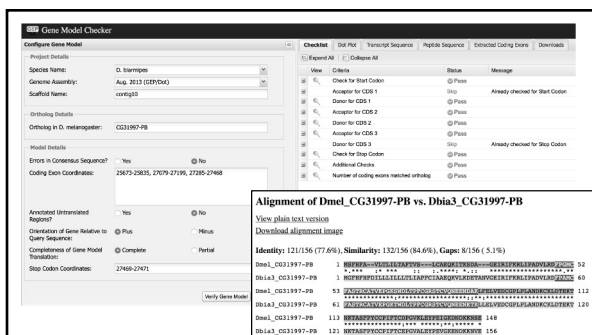 GEP Gene Model Checker
Configure Gene Model
Project Details
Species Name: D. biarmipes
Genome Assembly: Aug. 2013 (GEP/Dot)
Scaffold Name: contig10
Ortholog Details
Ortholog in D. melanogaster: CG31997-PB
Model Details
Errors in Consensus Sequence? Yes No
Coding Exon Coordinates: 25673-25835, 27079-27199, 27285-27468
Annotated Untranslated Regions? Yes No
Orientation of Gene Relative to Query Sequence: Plus Minus
Completeness of Gene Model Translation: Complete Partial
Stop Codon Coordinates: 27469-27471
Verify Gene Model
Checklist Dot Plot Transcript Sequence Peptide Sequence Extracted Coding Exons Downloads
Expand All Collapse All
View Criteria Status Message
Check for Start Codon Pass
Acceptor for CDS 1 Skip Already checked for Start Codon
Donor for CDS 1 Pass
Acceptor for CDS 2 Pass
Donor for CDS 2 Pass
Acceptor for CDS 3 Pass
Donor for CDS 3 Skip Already checked for Stop Codon
Check for Stop Codon Pass
Additional Checks Pass
Number of coding exons matched ortholog Pass
Alignment of Dmel_CG31997-PB vs. Dbia3_CG31997-PB
View plain text version
Download alignment image
Identity: 121/156 (77.6%), Similarity: 132/156 (84.6%), Gaps: 8/156 ( 5.1%)
Dmel_CG31997-PB 1 52
Dbia3_CG31997-PB 1 60
Dmel_CG31997-PB 53 112
Dbia3_CG31997-PB 61 120
Dmel_CG31997-PB 113 NKTASFPYCCPIFTCDPGVKLEYPEIGKDNDKKNSE 148
Dbia3_CG31997-PB 121 156